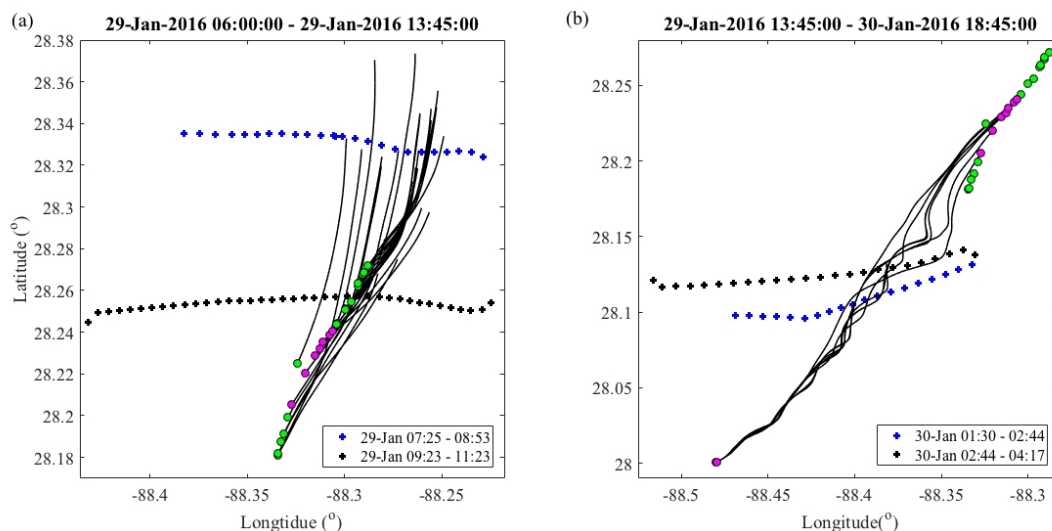 (a)
29-Jan-2016 06:00:00 - 29-Jan-2016 13:45:00
28.38
28.36
28.34
28.32
28.3
28.28
28.26
28.24
28.22
28.2
28.18
Latitude (°)
-88.4
-88.35
-88.3
-88.25
Longtidue (°)
29-Jan 07:25 - 08:53
29-Jan 09:23 - 11:23
(b)
29-Jan-2016 13:45:00 - 30-Jan-2016 18:45:00
28.25
28.2
28.15
28.1
28.05
28
-88.5
-88.45
-88.4
-88.35
-88.3
Longitude(°)
30-Jan 01:30 - 02:44
30-Jan 02:44 - 04:17